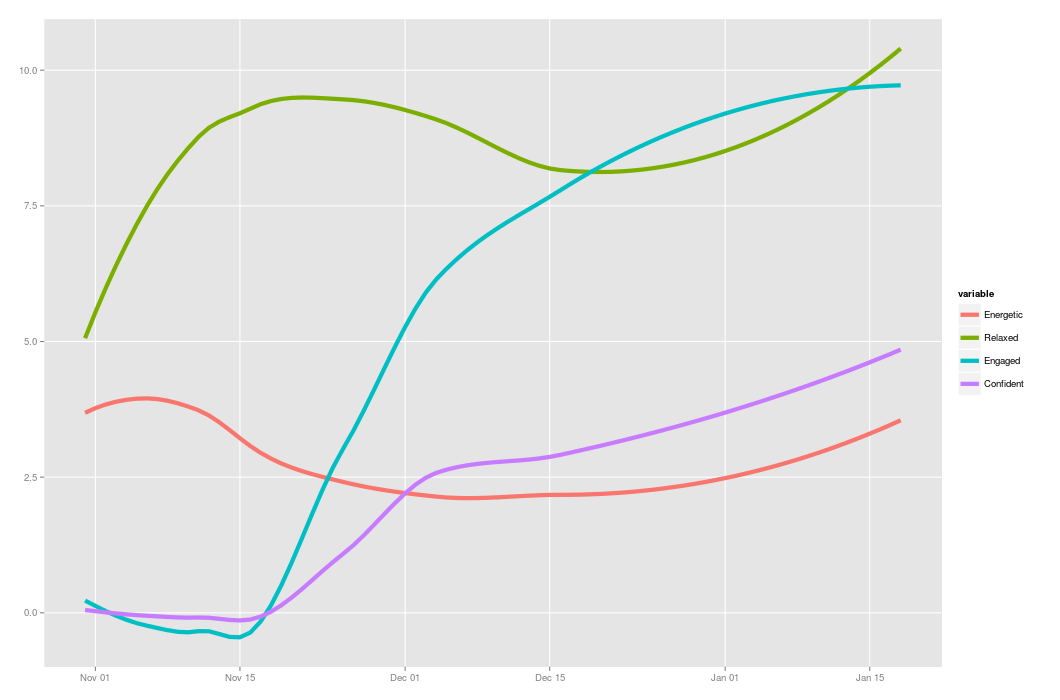 10.0
7.5
5.0
2.5
0.0
Nov 01
Nov 15
Dec 01
Dec 15
Jan 01
Jan 15
variable
Energetic
Relaxed
Engaged
Confident